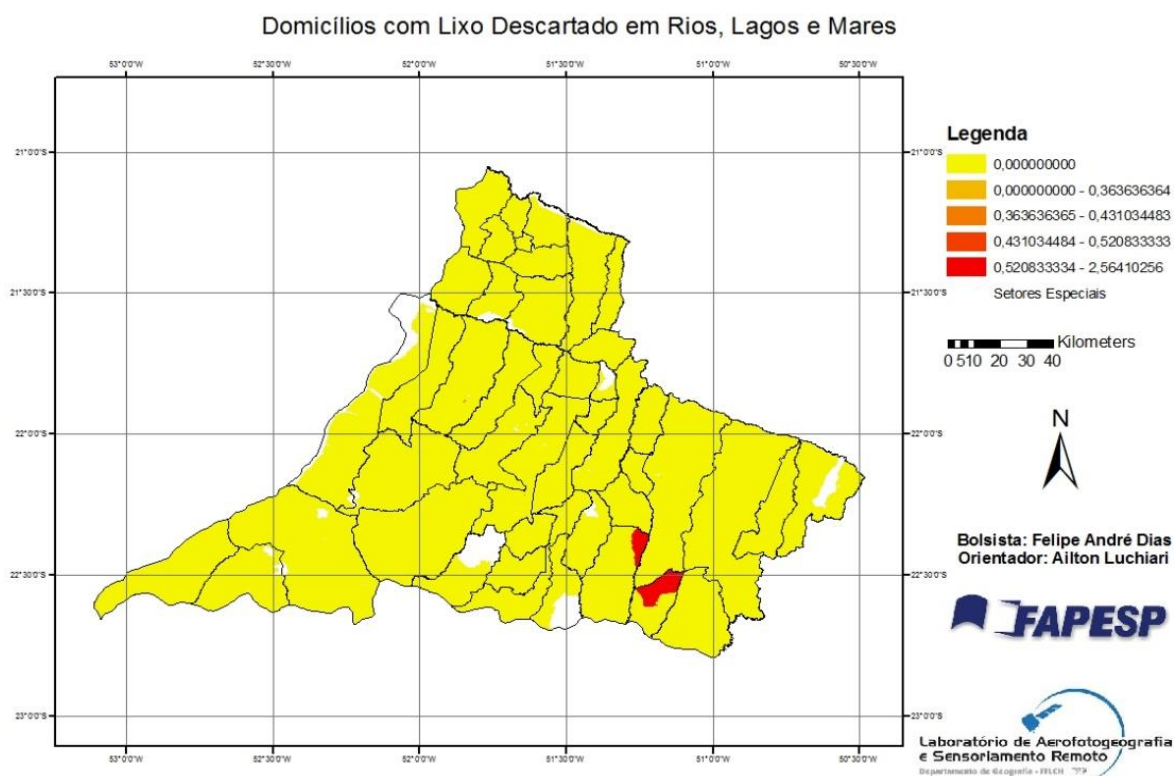 Domicílios com Lixo Descartado em Rios, Lagos e Mares
53°0'0"W 52°30'0"W 52°0'0"W 51°30'0"W 51°0'0"W 50°30'0"W
21°0'0"S 21°0'0"S
21°30'0"S 21°30'0"S
22°0'0"S 22°0'0"S
22°30'0"S 22°30'0"S
23°0'0"S 23°0'0"S
53°0'0"W 52°30'0"W 52°0'0"W 51°30'0"W 51°0'0"W 50°30'0"W
Legenda
0,000000000
0,000000000 - 0,363636364
0,363636365 - 0,431034483
0,431034484 - 0,520833333
0,520833334 - 2,56410256
Setores Especiais
Kilometers
0 510 20 30 40
N
Bolsista: Felipe André Dias
Orientador: Ailton Luchiari
FAPESP
Laboratório de Aerofotogeografia
e Sensoriamento Remoto
Departamento de Geografia - FFLCH